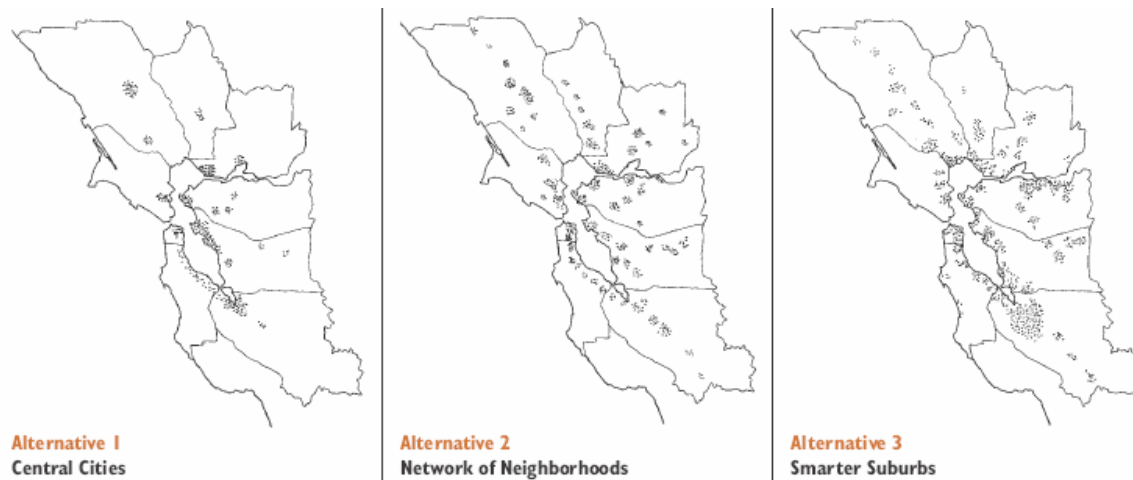 Alternative 1
Central Cities
Alternative 2
Network of Neighborhoods
Alternative 3
Smarter Suburbs